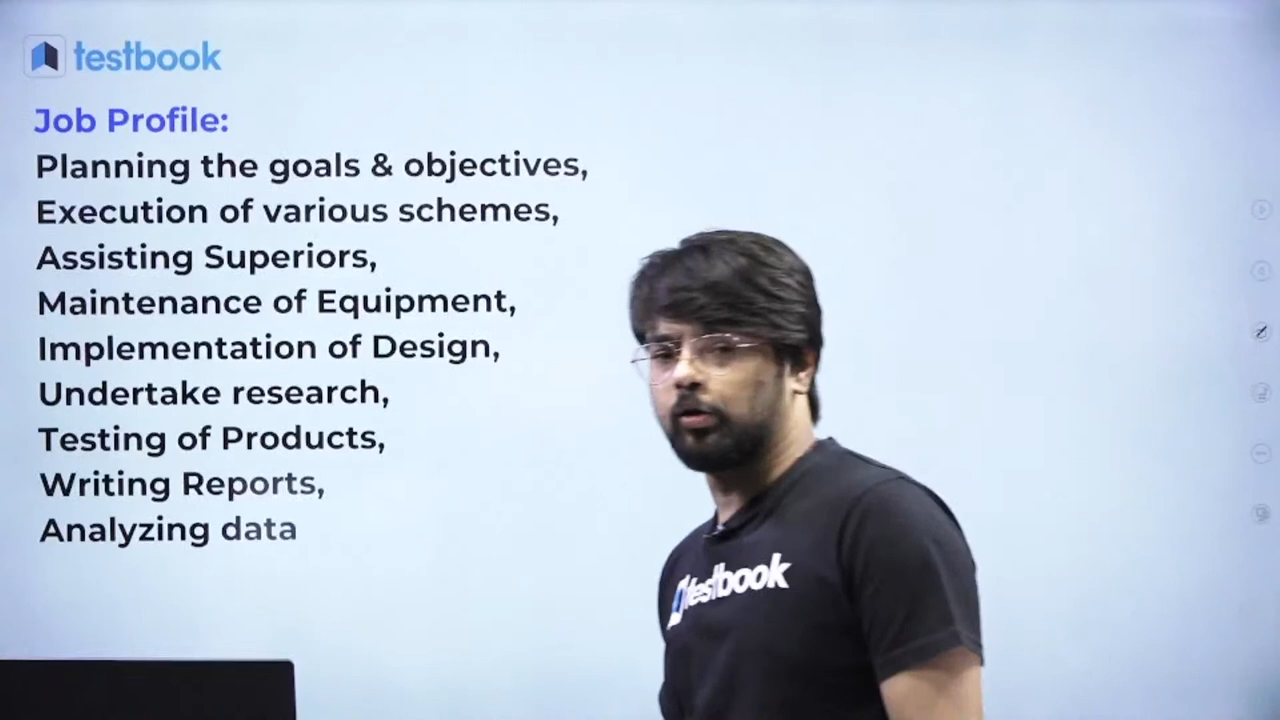 testbook
Job Profile:
Planning the goals & objectives,
Execution of various schemes,
Assisting Superiors,
Maintenance of Equipment,
Implementation of Design,
Undertake research,
Testing of Products,
Writing Reports,
Analyzing data
testbook